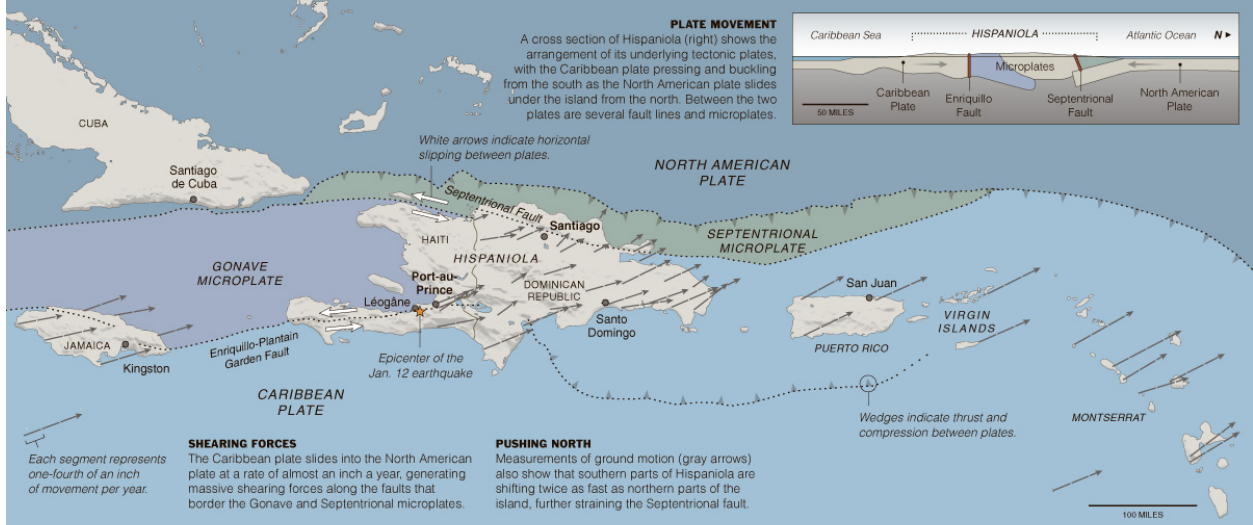 PLATE MOVEMENT
A cross section of Hispaniola (right) shows the
arrangement of its underlying tectonic plates,
with the Caribbean plate pressing and buckling
from the south as the North American plate slides
under the island from the north. Between the two
plates are several fault lines and microplates.
Caribbean Sea
HISPANIOLA
Atlantic Ocean
N
Microplates
50 MILES
Caribbean
Plate
Enriquillo
Fault
Septentrional
Fault
North American
Plate
CUBA
Santiago
de Cuba
White arrows indicate horizontal
slipping between plates.
NORTH AMERICAN
PLATE
Septentrional Fault
Santiago
SEPTENTRIONAL
MICROPLATE
HAITI
HISPANIOLA
GONAVE
MICROPLATE
Port-au-
Prince
Léogâne
DOMINICAN
REPUBLIC
Santo
Domingo
San Juan
PUERTO RICO
VIRGIN
ISLANDS
JAMAICA
Kingston
Enriquillo-Plantain
Garden Fault
Epicenter of the
Jan. 12 earthquake
CARIBBEAN
PLATE
Wedges indicate thrust and
compression between plates.
MONTSERRAT
Each segment represents
one-fourth of an inch
of movement per year.
SHEARING FORCES
The Caribbean plate slides into the North American
plate at a rate of almost an inch a year, generating
massive shearing forces along the faults that
border the Gonave and Septentrional microplates.
PUSHING NORTH
Measurements of ground motion (gray arrows)
also show that southern parts of Hispaniola are
shifting twice as fast as northern parts of the
island, further straining the Septentrional fault.
100 MILES